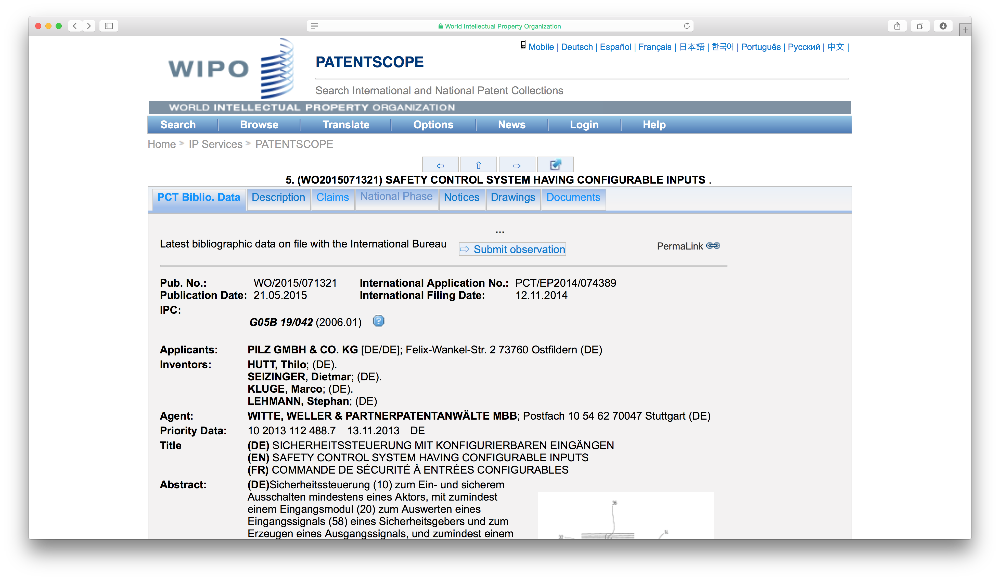 World Intellectual Property Organization
Mobile | Deutsch | Español | Français | 日本語 | 한국어 | Português | Русский | 中文 |
WIPO
PATENTSCOPE
Search International and National Patent Collections
WORLD INTELLECTUAL PROPERTY ORGANIZATION
Search Browse Translate Options News Login Help
Home > IP Services > PATENTSCOPE
5. (WO2015071321) SAFETY CONTROL SYSTEM HAVING CONFIGURABLE INPUTS .
PCT Biblio. Data Description Claims National Phase Notices Drawings Documents
...
Latest bibliographic data on file with the International Bureau ⇨ Submit observation PermaLink
Pub. No.: WO/2015/071321 International Application No.: PCT/EP2014/074389
Publication Date: 21.05.2015 International Filing Date: 12.11.2014
IPC:
G05B 19/042 (2006.01) ?
Applicants: PILZ GMBH & CO. KG [DE/DE]; Felix-Wankel-Str. 2 73760 Ostfildern (DE)
Inventors: HUTT, Thilo; (DE).
SEIZINGER, Dietmar; (DE).
KLUGE, Marco; (DE).
LEHMANN, Stephan; (DE)
Agent: WITTE, WELLER & PARTNERPATENTANWÄLTE MBB; Postfach 10 54 62 70047 Stuttgart (DE)
Priority Data: 10 2013 112 488.7 13.11.2013 DE
Title (DE) SICHERHEITSSTEUERUNG MIT KONFIGURIERBAREN EINGÄNGEN
(EN) SAFETY CONTROL SYSTEM HAVING CONFIGURABLE INPUTS
(FR) COMMANDE DE SÉCURITÉ À ENTRÉES CONFIGURABLES
Abstract: (DE)Sicherheitssteuerung (10) zum Ein- und sicherem
Ausschalten mindestens eines Aktors, mit zumindest
einem Eingangsmodul (20) zum Auswerten eines
Eingangssignals (58) eines Sicherheitsgebers und zum
Erzeugen eines Ausgangssignals, und zumindest einem